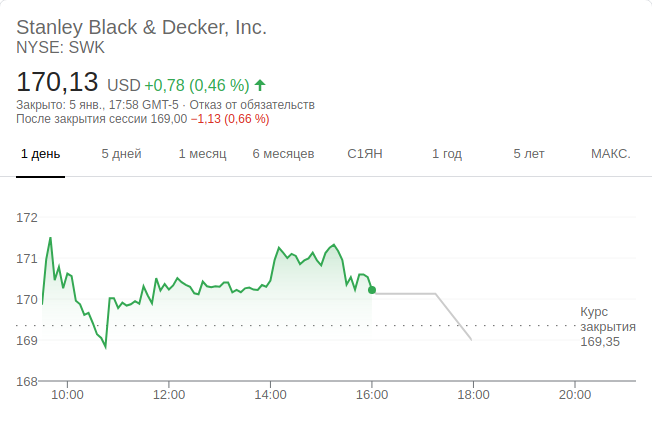 Stanley Black & Decker, Inc.
NYSE: SWK
170,13 USD +0,78 (0,46 %)
Закрыто: 5 янв., 17:58 GMT-5 · Отказ от обязательств
После закрытия сессии 169,00 −1,13 (0,66 %)
1 день 5 дней 1 месяц 6 месяцев С1ЯН 1 год 5 лет МАКС.
172
171
170
Курс
закрытия
169,35
169
168
10:00 12:00 14:00 16:00 18:00 20:00